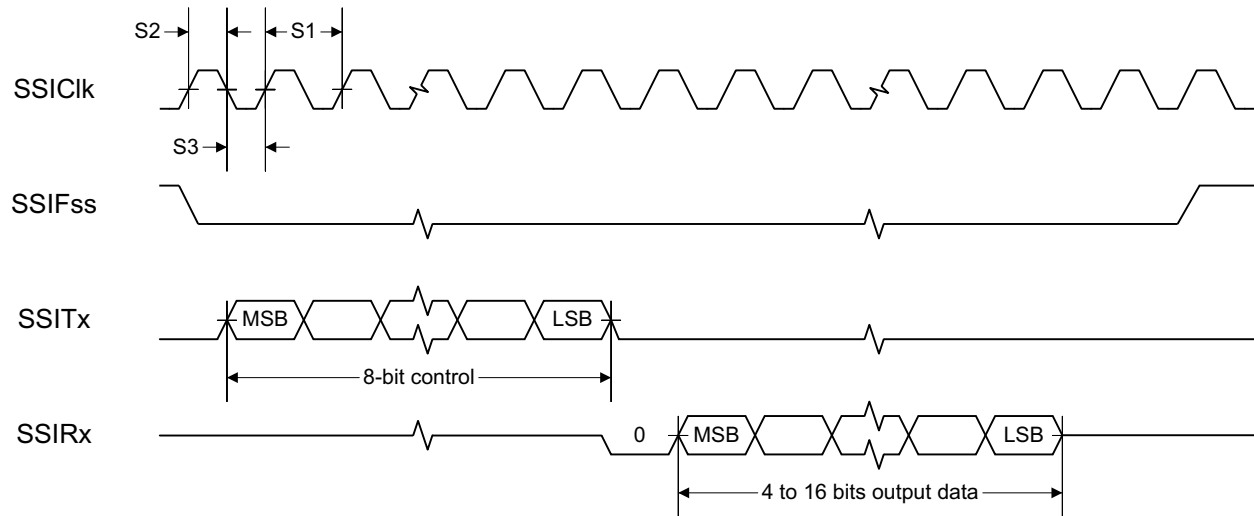 S2
S1
SSIClk
S3
SSIFss
SSITx
MSB
LSB
8-bit control
SSIRx
0
MSB
LSB
4 to 16 bits output data